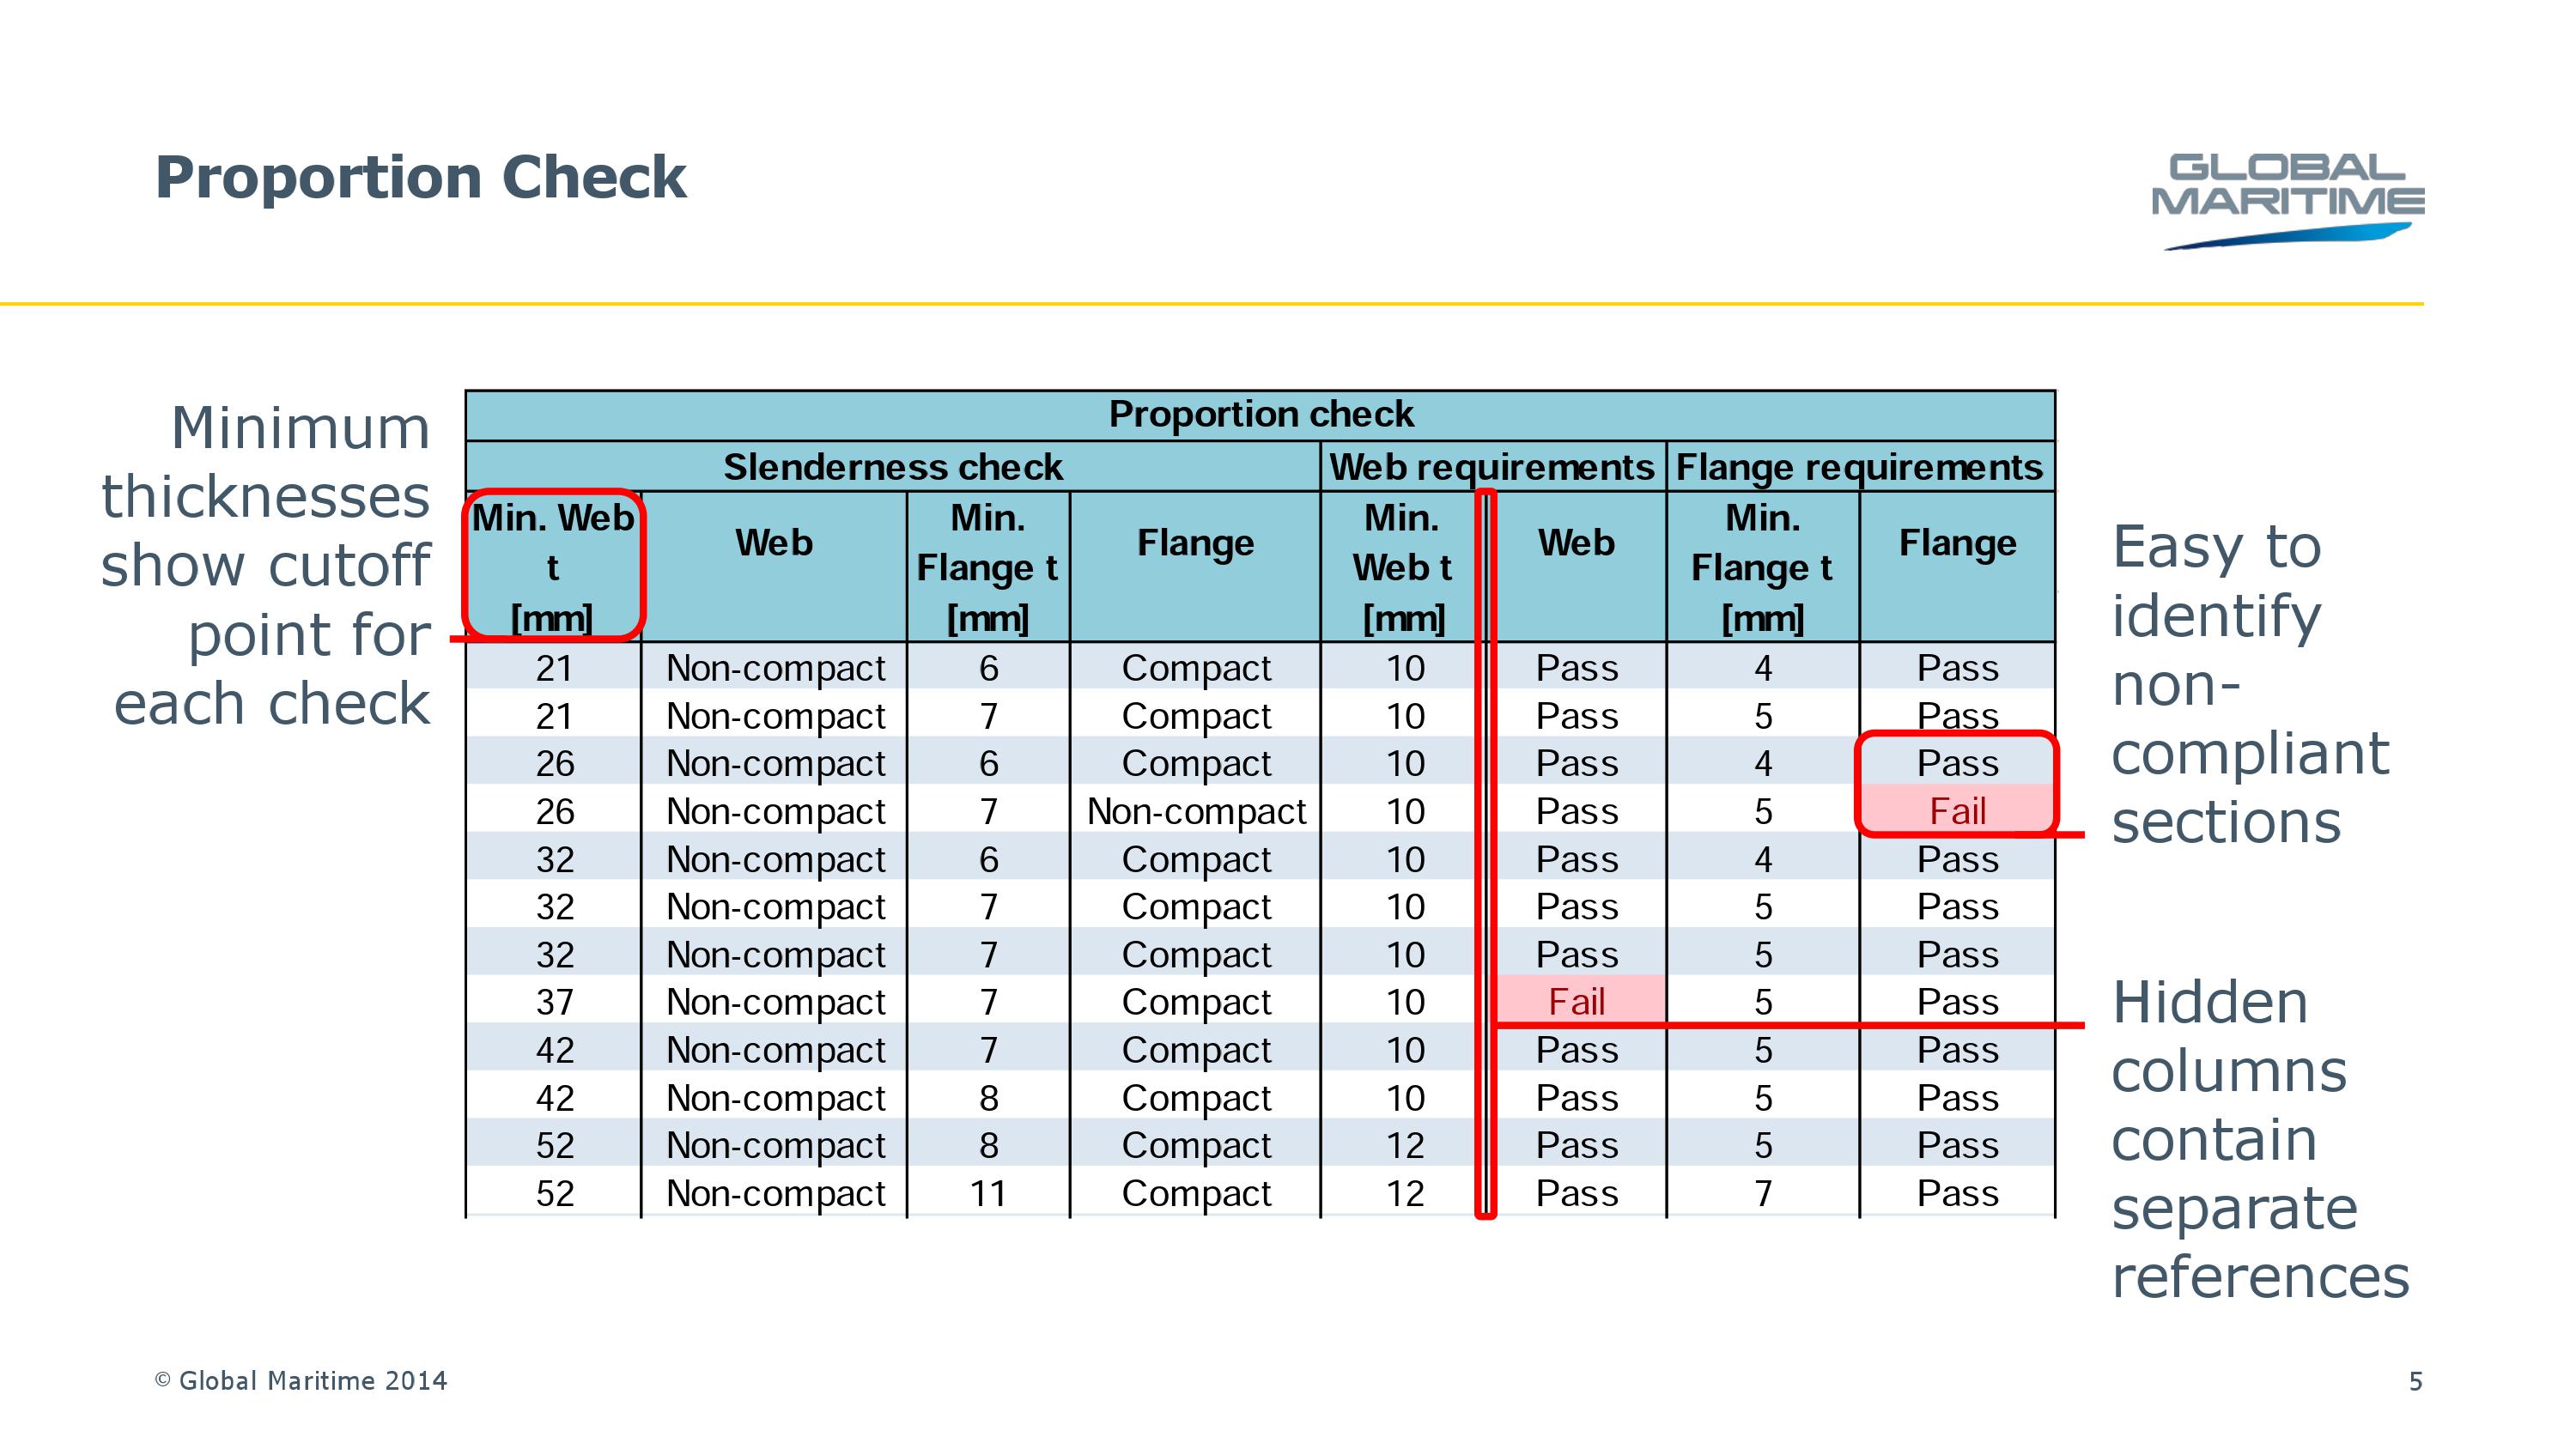 Proportion Check
GLOBAL
MARITIME
Minimum
thicknesses
show cutoff
point for
each check
Proportion check
Slenderness check Web requirements Flange requirements
Min. Web t [mm] Web Min. Flange t [mm] Flange Min. Web t [mm] Web Min. Flange t [mm] Flange
21 Non-compact 6 Compact 10 Pass 4 Pass
21 Non-compact 7 Compact 10 Pass 5 Pass
26 Non-compact 6 Compact 10 Pass 4 Pass
26 Non-compact 7 Non-compact 10 Pass 5 Fail
32 Non-compact 6 Compact 10 Pass 4 Pass
32 Non-compact 7 Compact 10 Pass 5 Pass
32 Non-compact 7 Compact 10 Pass 5 Pass
37 Non-compact 7 Compact 10 Fail 5 Pass
42 Non-compact 7 Compact 10 Pass 5 Pass
42 Non-compact 8 Compact 10 Pass 5 Pass
52 Non-compact 8 Compact 12 Pass 5 Pass
52 Non-compact 11 Compact 12 Pass 7 Pass
Easy to
identify
non-
compliant
sections
Hidden
columns
contain
separate
references
© Global Maritime 2014
5